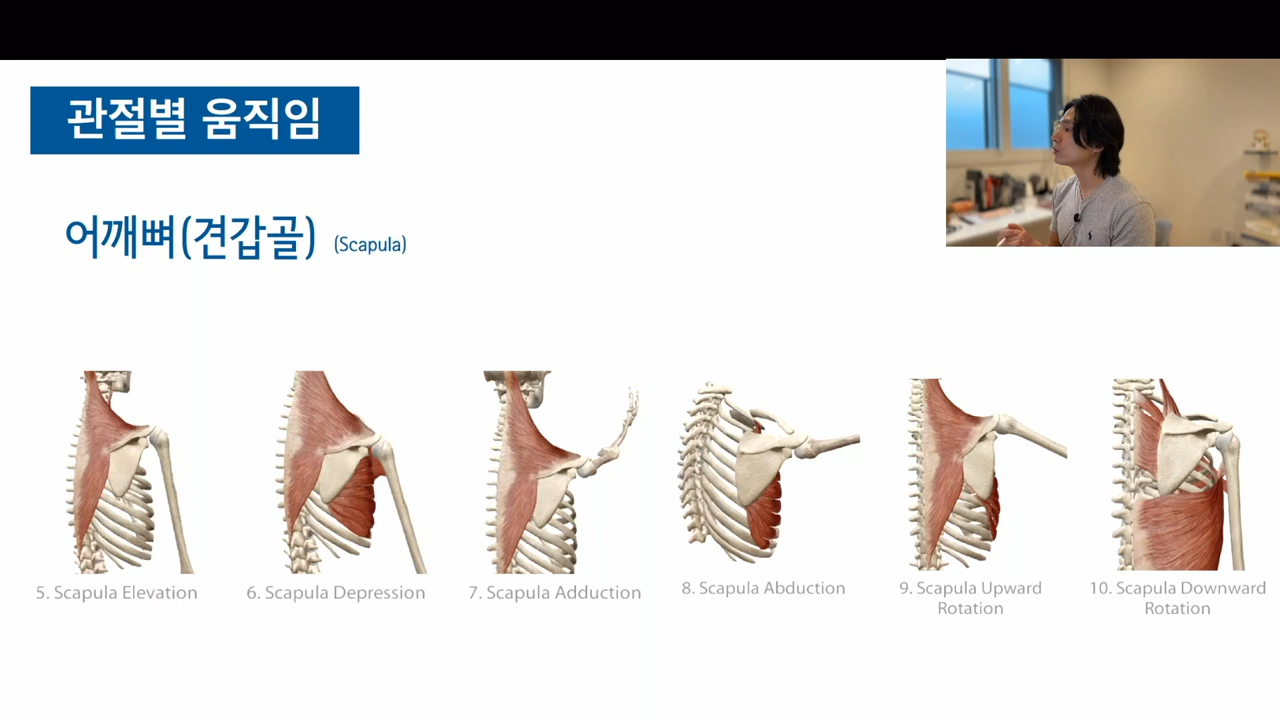 관절별 움직임
어깨뼈(견갑골) (Scapula)
5. Scapula Elevation
6. Scapula Depression
7. Scapula Adduction
8. Scapula Abduction
9. Scapula Upward
Rotation
10. Scapula Downward
Rotation